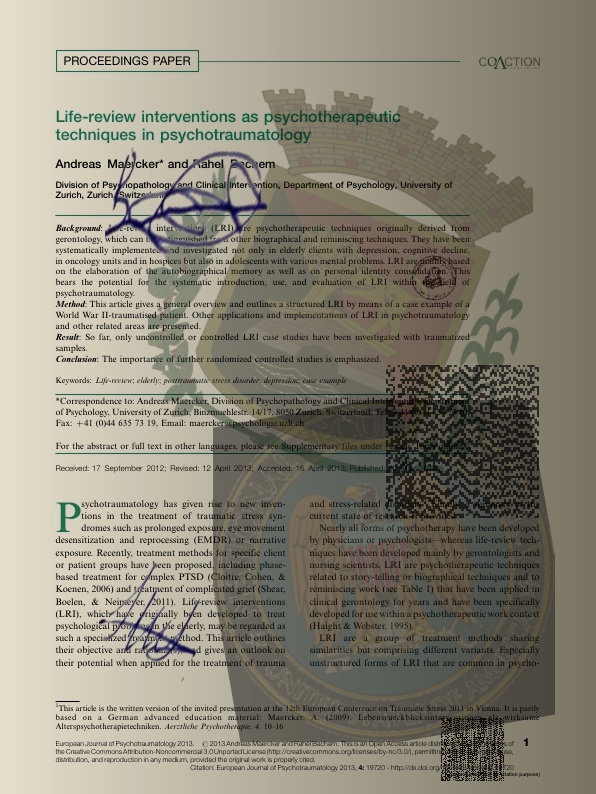 PROCEEDINGS PAPER
COACTION
Life-review interventions as psychotherapeutic
techniques in psychotraumatology
Andreas Maercker* and Rahel Bachem
Division of Psychopathology and Clinical Intervention, Department of Psychology, University of
Zurich, Zurich, Switzerland
Background: Life-review interventions (LRI) are psychotherapeutic techniques originally derived from
gerontology, which can be distinguished from other biographical and reminiscing techniques. They have been
systematically implemented and investigated not only in elderly clients with depression, cognitive decline,
in oncology units and in hospices but also in adolescents with various mental problems. LRI are mainly based
on the elaboration of the autobiographical memory as well as on personal identity consolidation. This
bears the potential for the systematic introduction, use, and evaluation of LRI within the field of
psychotraumatology.
Method: This article gives a general overview and outlines a structured LRI by means of a case example of a
World War II-traumatised patient. Other applications and implementations of LRI in psychotraumatology
and other related areas are presented.
Result: So far, only uncontrolled or controlled LRI case studies have been investigated with traumatized
samples.
Conclusion: The importance of further randomized controlled studies is emphasized.
Keywords: Life-review; elderly; posttraumatic stress disorder; depression; case example
*Correspondence to: Andreas Maercker, Division of Psychopathology and Clinical
of Psychology, University of Zurich, Binzmuehlestr. 14/17, 8050 Zurich, Switzerland,
Fax: +41 (0)44 635 73 19, Email: maercker@psychologie.uzh.ch
For the abstract or full text in other languages, please see Supplementary files under
Received: 17 September 2012; Revised: 12 April 2013; Accepted: 16 April 2013; Published:
Psychotraumatology has given rise to new inven-
tions in the treatment of traumatic stress syn-
dromes such as prolonged exposure, eye movement
desensitization and reprocessing (EMDR) or narrative
exposure. Recently, treatment methods for specific client
or patient groups have been proposed, including phase-
based treatment for complex PTSD (Cloitre, Cohen, &
Koenen, 2006) and treatment of complicated grief (Shear,
Boelen, & Neimeyer, 2011). Life-review interventions
(LRI), which have originally been developed to treat
psychological problems in the elderly, may be regarded as
such a specialized treatment method. This article outlines
their objective and rationale, and gives an outlook on
their potential when applied for the treatment of trauma
and stress-related
current state of research
Nearly all forms of psychotherapy have been developed
by physicians or psychologists—whereas life-review tech-
niques have been developed mainly by gerontologists and
nursing scientists. LRI are psychotherapeutic techniques
related to story-telling or biographical techniques and to
reminiscing work (see Table 1) that have been applied in
clinical gerontology for years and have been specifically
developed for use within a psychotherapeutic work context
(Haight & Webster, 1995).
LRI are a group of treatment methods sharing
similarities but comprising different variants. Especially
unstructured forms of LRI that are common in psycho-
This article is the written version of the invited presentation at the 12th European Conference on Traumatic Stress 2011 in Vienna. It is partly
based on a German advanced education material: Maercker, A. (2009). wirksame
Alterspsychotherapietechniken. Aerztliche Psychotherapie, 4, 10-16
European Journal of Psychotraumatology 2013. © 2013 Andreas Maercker and Rahel Bachem. This is an Open Access article of
the Creative Commons Attribution-Noncommercial 3.0 Unported License (http://creativecommons.org/licenses/by-nc/3.0/),
distribution, and reproduction in any medium, provided the original work is properly cited.
1
Citation: European Journal of Psychotraumatology 2013, 4: 19720 - http://dx.doi.org